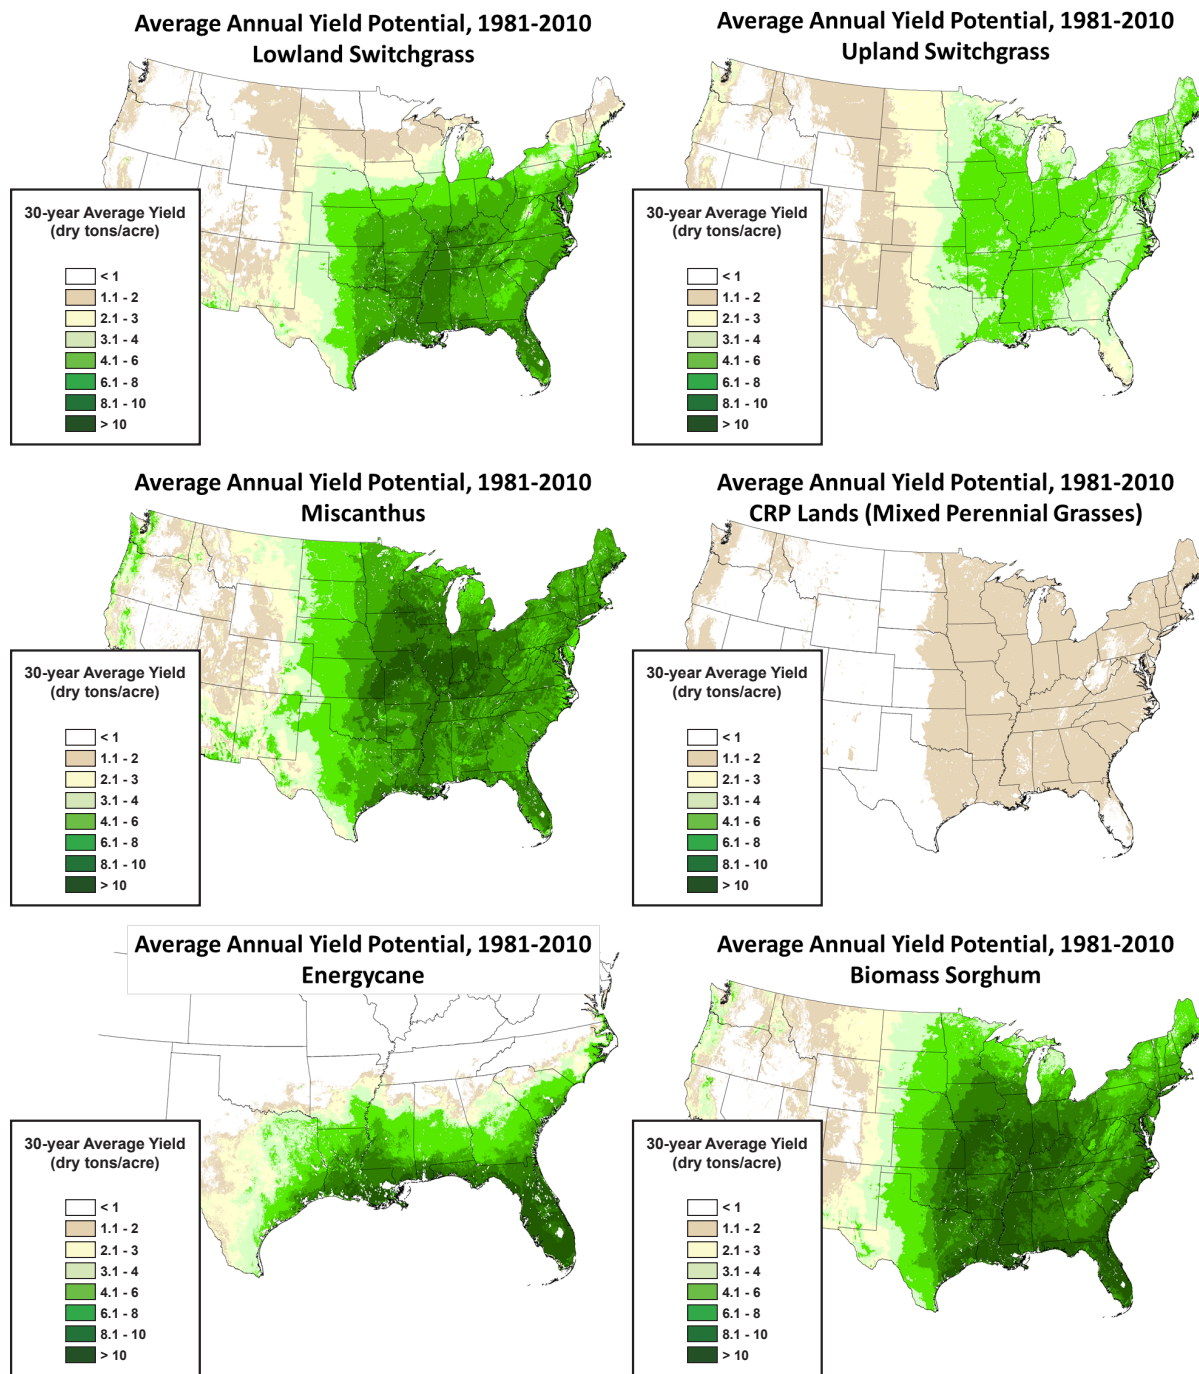 Average Annual Yield Potential, 1981-2010
Lowland Switchgrass
30-year Average Yield
(dry tons/acre)
< 1
1.1 - 2
2.1 - 3
3.1 - 4
4.1 - 6
6.1 - 8
8.1 - 10
> 10
Average Annual Yield Potential, 1981-2010
Upland Switchgrass
30-year Average Yield
(dry tons/acre)
< 1
1.1 - 2
2.1 - 3
3.1 - 4
4.1 - 6
6.1 - 8
8.1 - 10
> 10
Average Annual Yield Potential, 1981-2010
Miscanthus
30-year Average Yield
(dry tons/acre)
< 1
1.1 - 2
2.1 - 3
3.1 - 4
4.1 - 6
6.1 - 8
8.1 - 10
> 10
Average Annual Yield Potential, 1981-2010
CRP Lands (Mixed Perennial Grasses)
30-year Average Yield
(dry tons/acre)
< 1
1.1 - 2
2.1 - 3
3.1 - 4
4.1 - 6
6.1 - 8
8.1 - 10
> 10
Average Annual Yield Potential, 1981-2010
Energycane
30-year Average Yield
(dry tons/acre)
< 1
1.1 - 2
2.1 - 3
3.1 - 4
4.1 - 6
6.1 - 8
8.1 - 10
> 10
Average Annual Yield Potential, 1981-2010
Biomass Sorghum
30-year Average Yield
(dry tons/acre)
< 1
1.1 - 2
2.1 - 3
3.1 - 4
4.1 - 6
6.1 - 8
8.1 - 10
> 10